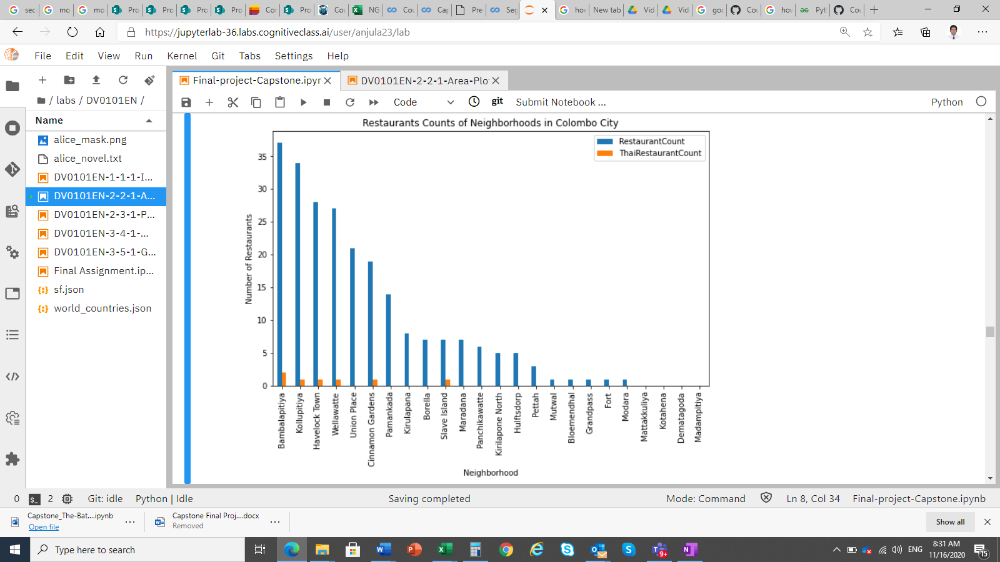 sec
mo
mo
Pro
Pro
Pro
Pro
Cor
Pro
Cou
NG
Cou
Cap
Pre
Seg
hov
New tab
Vid
Vid
goo
Cou
hov
Pyt
Cou
https://jupyterlab-36.labs.cognitiveclass.ai/user/anjula23/lab
File Edit View Run Kernel Git Tabs Settings Help
/ labs / DV0101EN /
Name
alice_mask.png
alice_novel.txt
DV0101EN-1-1-1-I...
DV0101EN-2-2-1-A...
DV0101EN-2-3-1-P...
DV0101EN-3-4-1-...
DV0101EN-3-5-1-G...
Final Assignment.ip...
sf.json
world_countries.json
Final-project-Capstone.ipyr
DV0101EN-2-2-1-Area-Plo
Code
git
Submit Notebook ...
Python
Restaurants Counts of Neighborhoods in Colombo City
RestaurantCount
ThaiRestaurantCount
Number of Restaurants
35
30
25
20
15
10
5
0
Bambalapitiya
Kollupitiya
Havelock Town
Wellawatte
Union Place
Cinnamon Gardens
Pamankada
Kirulapana
Borella
Slave Island
Maradana
Panchikawatte
Kirilapone North
Hulftsdorp
Pettah
Mutwal
Bloemendhal
Grandpass
Fort
Modara
Mattakkuliya
Kotahena
Dematagoda
Madampitiya
Neighborhood
0 $_ 2 Git: idle Python | Idle Saving completed Mode: Command Ln 8, Col 34 Final-project-Capstone.ipynb
Capstone_The-Bat....ipynb
Open file
Capstone Final Proj....docx
Removed
Show all
Type here to search
9+
ENG
8:31 AM
11/16/2020
15